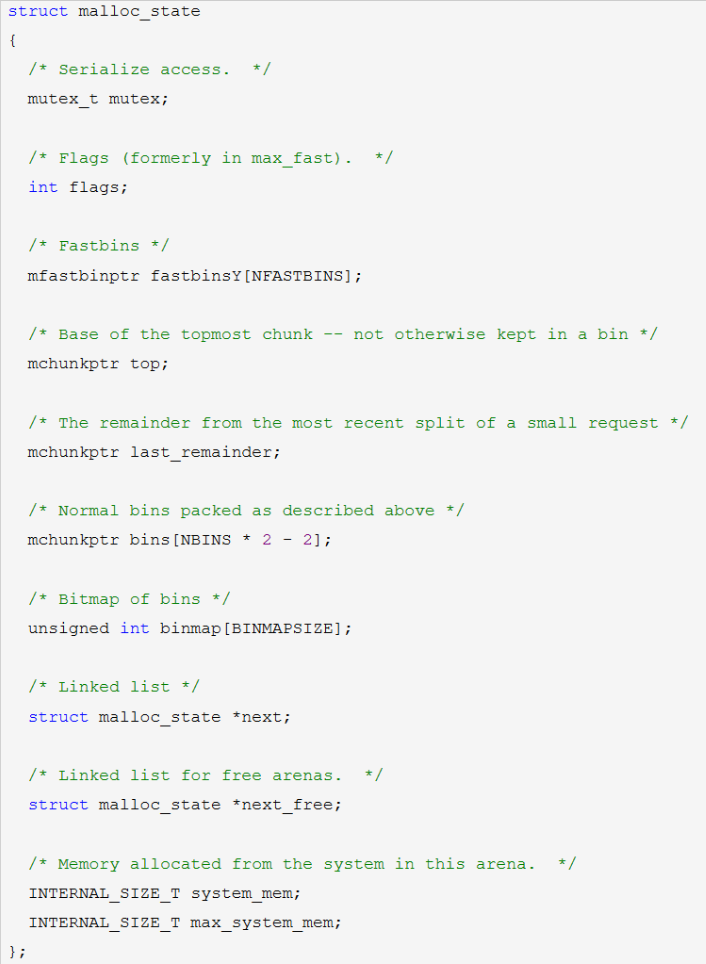 struct malloc_state
{
/* Serialize access.  */
mutex_t mutex;
/* Flags (formerly in max_fast).  */
int flags;
/* Fastbins */
mfastbinptr fastbinsY[NFASTBINS];
/* Base of the topmost chunk -- not otherwise kept in a bin */
mchunkptr top;
/* The remainder from the most recent split of a small request */
mchunkptr last_remainder;
/* Normal bins packed as described above */
mchunkptr bins[NBINS * 2 - 2];
/* Bitmap of bins */
unsigned int binmap[BINMAPSIZE];
/* Linked list */
struct malloc_state *next;
/* Linked list for free arenas.  */
struct malloc_state *next_free;
/* Memory allocated from the system in this arena.  */
INTERNAL_SIZE_T system_mem;
INTERNAL_SIZE_T max_system_mem;
};